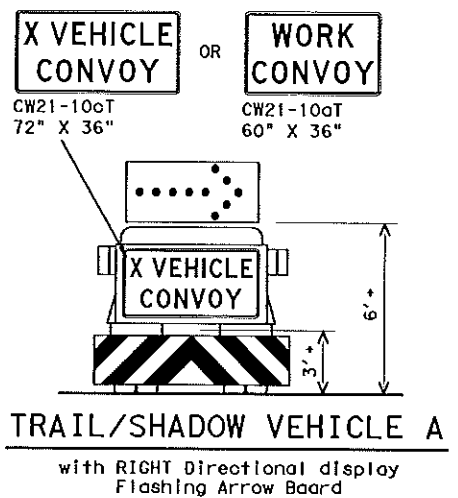 X VEHICLE
CONVOY
OR
WORK
CONVOY
CW21-10cT
72" X 36"
CW21-10aT
60" X 36"
X VEHICLE
CONVOY
6' +
3' +
TRAIL/SHADOW VEHICLE A
with RIGHT Directional display
Flashing Arrow Board